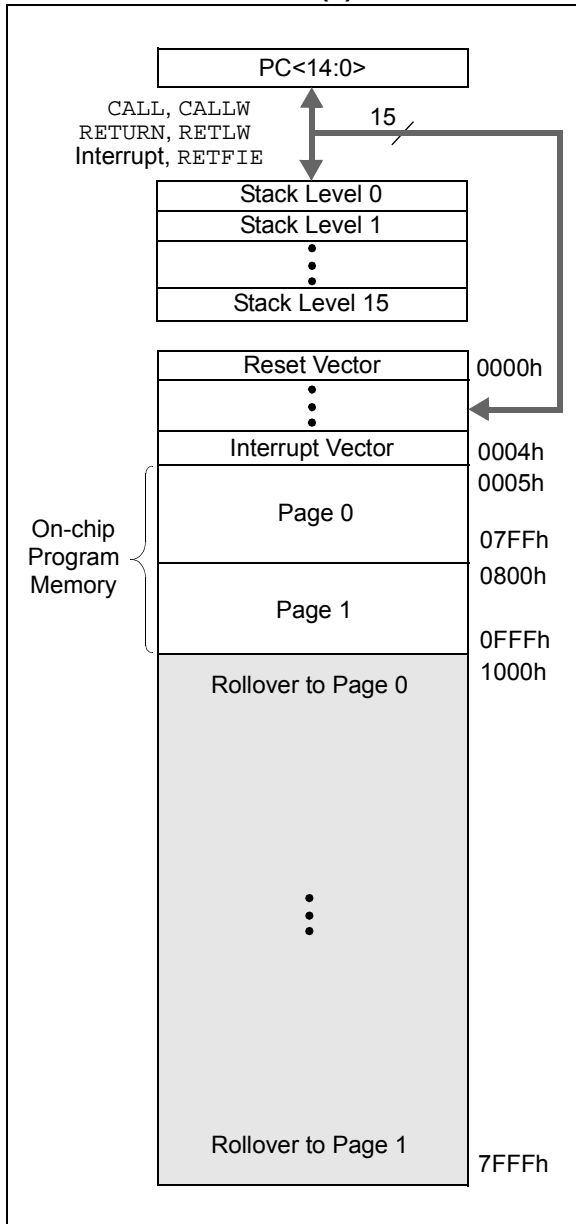 PC<14:0>
CALL, CALLW
RETURN, RETLW
Interrupt, RETFIE
15
Stack Level 0
Stack Level 1
Stack Level 15
Reset Vector
0000h
Interrupt Vector
0004h
0005h
On-chip
Program
Memory
Page 0
07FFh
0800h
Page 1
0FFFh
1000h
Rollover to Page 0
Rollover to Page 1
7FFFh